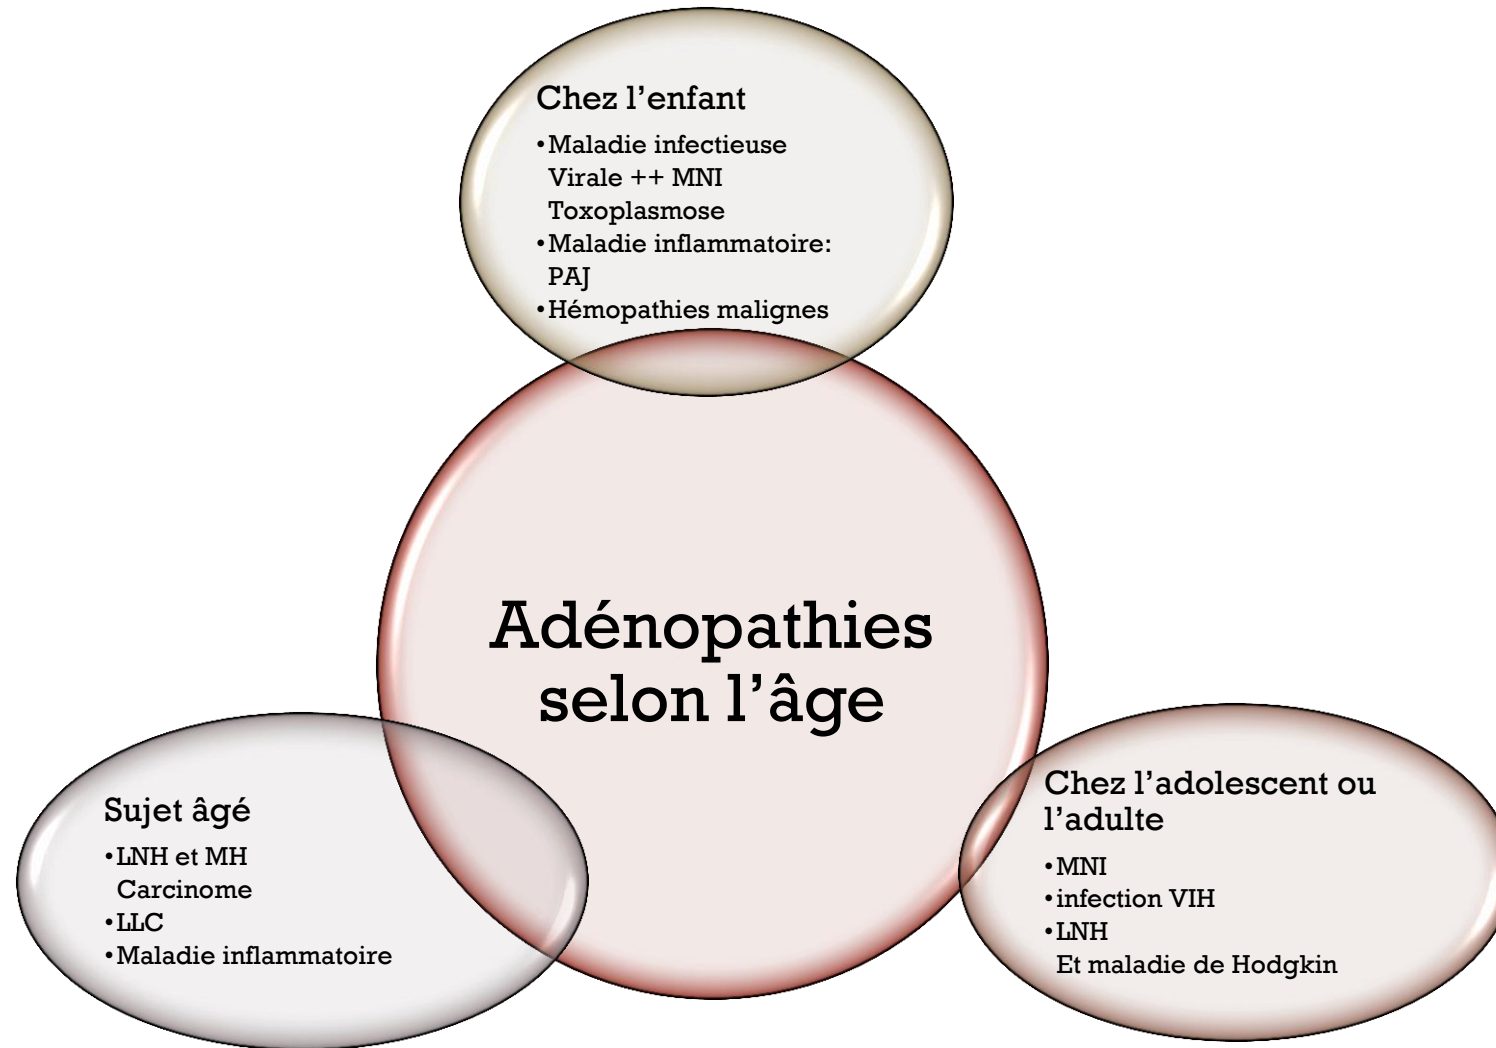 Chez l’enfant
•Maladie infectieuse
Virale ++ MNI
Toxoplasmose
•Maladie inflammatoire:
PAJ
•Hémopathies malignes
Adénopathies
selon l’âge
Sujet âgé
•LNH et MH
Carcinome
•LLC
•Maladie inflammatoire
Chez l’adolescent ou
l’adulte
•MNI
•infection VIH
•LNH
Et maladie de Hodgkin